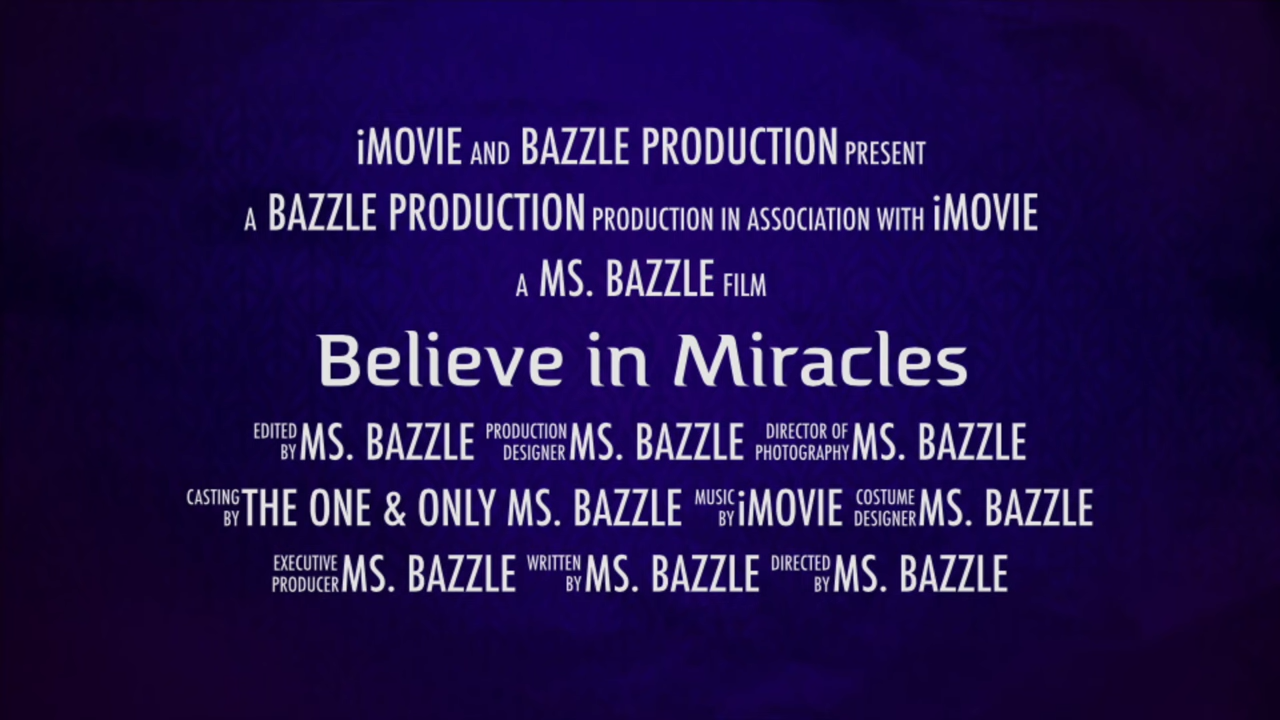 iMOVIE AND BAZZLE PRODUCTION PRESENT
A BAZZLE PRODUCTION PRODUCTION IN ASSOCIATION WITH iMOVIE
A MS. BAZZLE FILM
Believe in Miracles
EDITED BY MS. BAZZLE PRODUCTION DESIGNER MS. BAZZLE DIRECTOR OF PHOTOGRAPHY MS. BAZZLE
CASTING BY THE ONE & ONLY MS. BAZZLE MUSIC BY iMOVIE COSTUME DESIGNER MS. BAZZLE
EXECUTIVE PRODUCER MS. BAZZLE WRITTEN BY MS. BAZZLE DIRECTED BY MS. BAZZLE